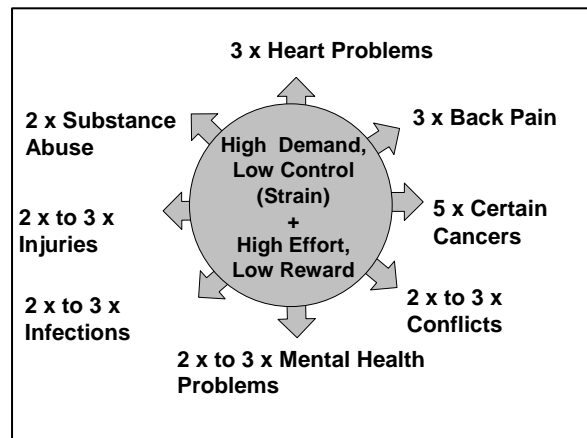 3 x Heart Problems
3 x Back Pain
5 x Certain
Cancers
2 x to 3 x
Conflicts
2 x to 3 x Mental Health
Problems
2 x to 3 x
Infections
2 x to 3 x
Injuries
2 x Substance
Abuse
High Demand,
Low Control
(Strain)
+
High Effort,
Low Reward